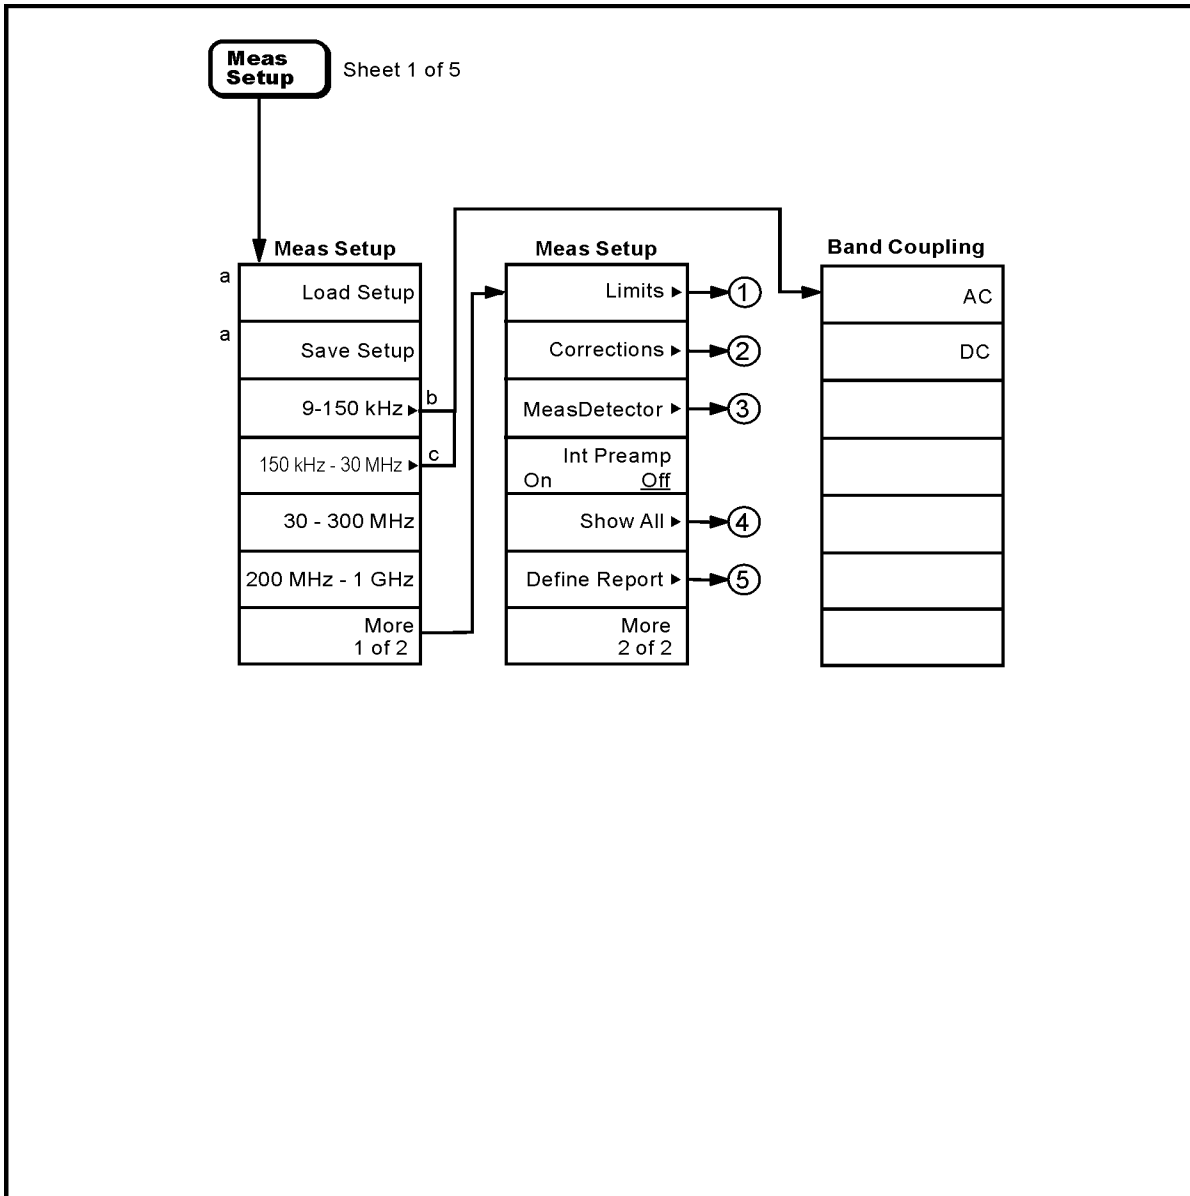 Meas
Setup
Sheet 1 of 5
Meas Setup
a
Load Setup
a
Save Setup
9-150 kHz
b
150 kHz - 30 MHz
c
30 - 300 MHz
200 MHz - 1 GHz
More
1 of 2
Meas Setup
Limits
1
Corrections
2
MeasDetector
3
Int Preamp
On Off
Show All
4
Define Report
5
More
2 of 2
Band Coupling
AC
DC